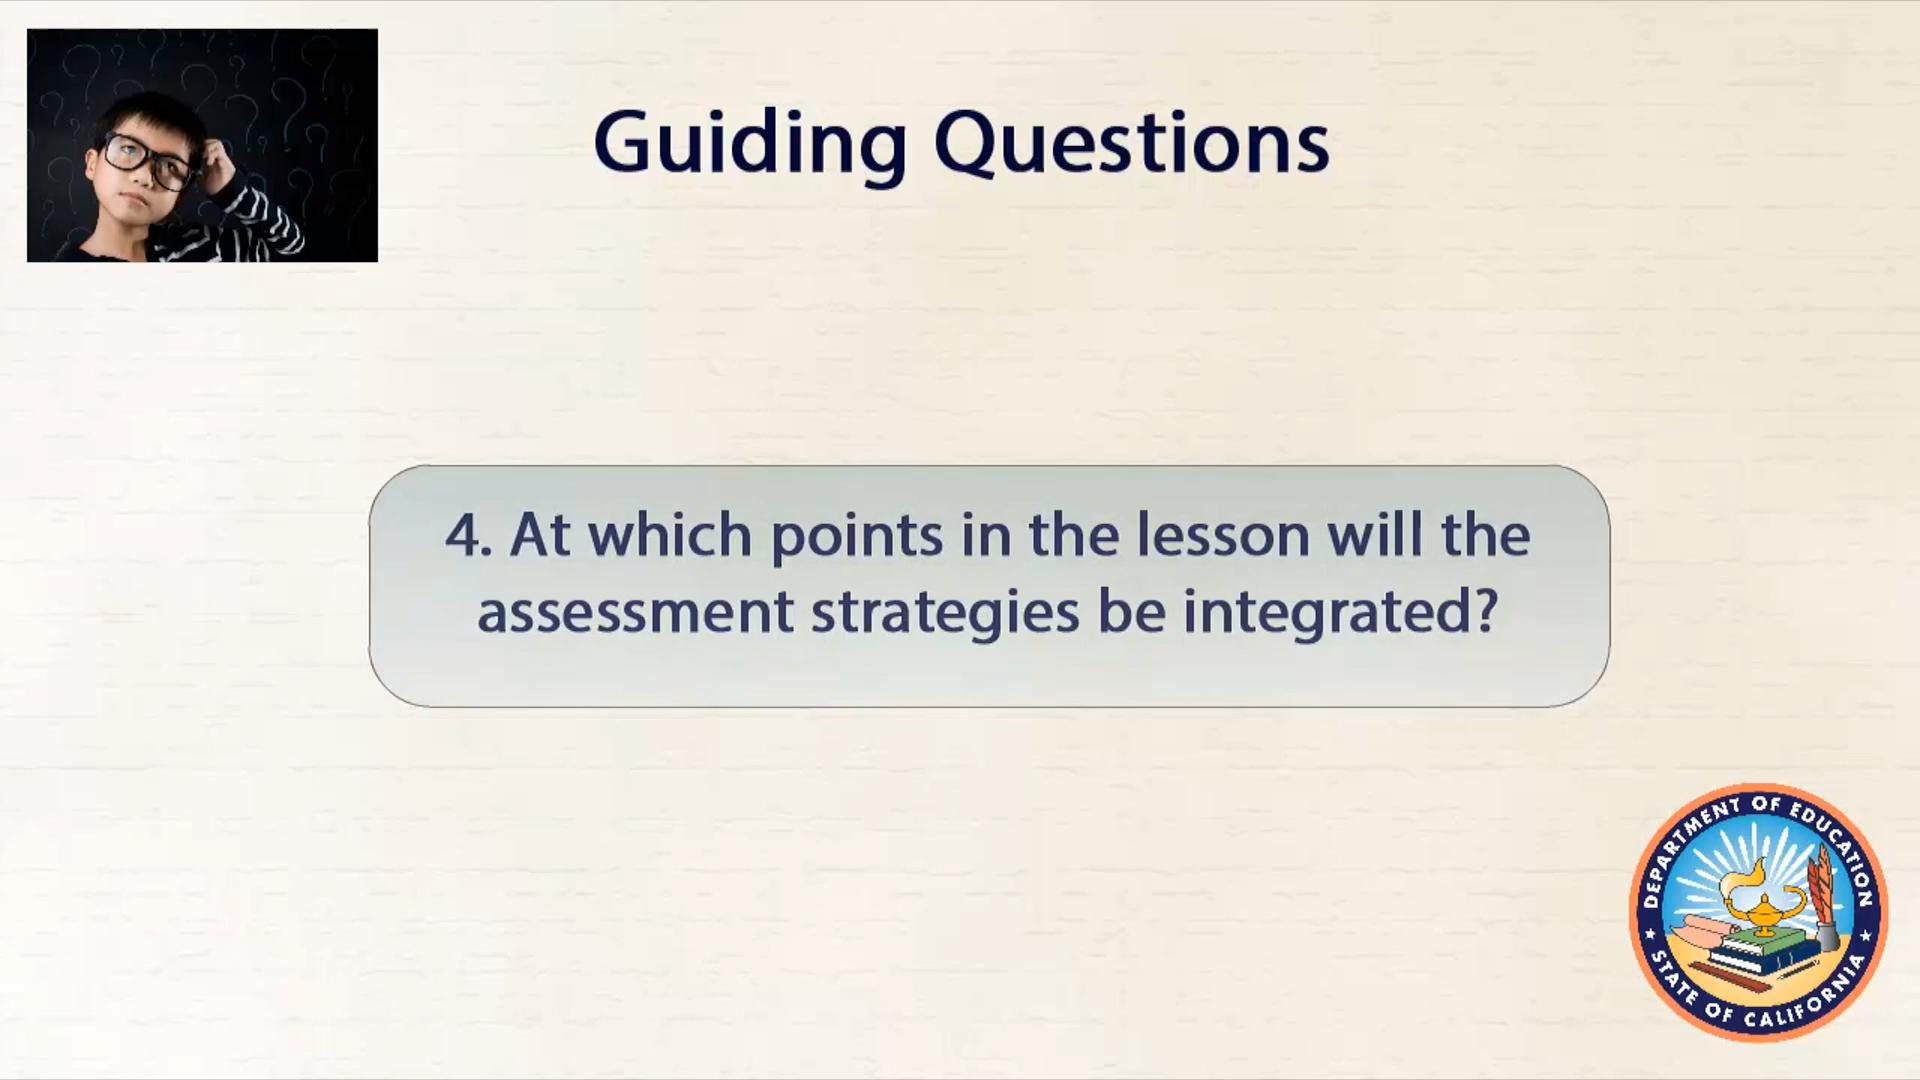 Guiding Questions
4. At which points in the lesson will the
assessment strategies be integrated?
DEPARTMENT OF EDUCATION
STATE OF CALIFORNIA